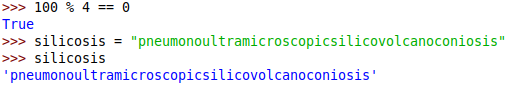 >>> 100 % 4 == 0
True
>>> silicosis = "pneumonoultramicroscopicsilicovolcanoconiosis"
>>> silicosis
'pneumonoultramicroscopicsilicovolcanoconiosis'